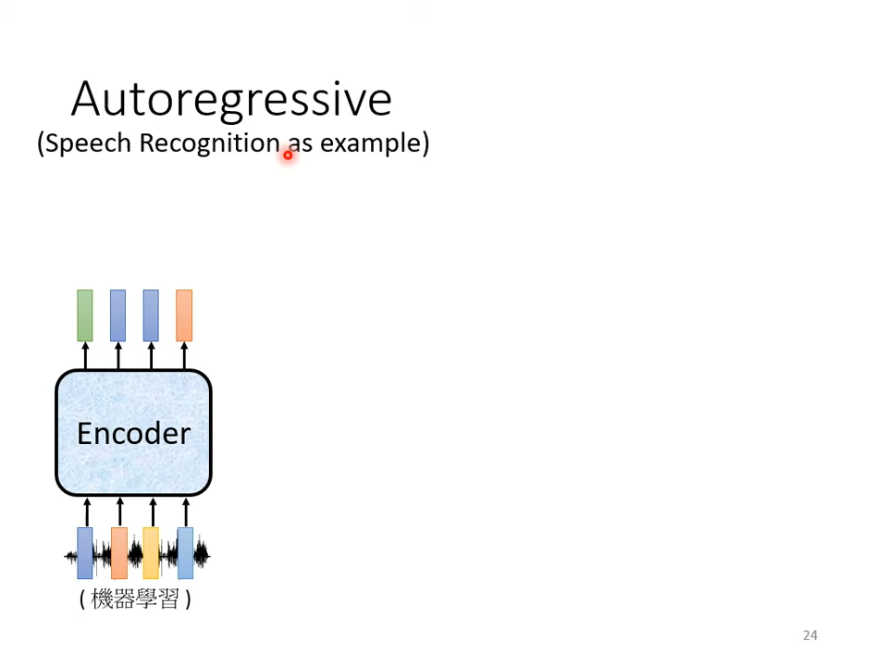 Autoregressive
(Speech Recognition as example)
Encoder
( 機器學習 )
24